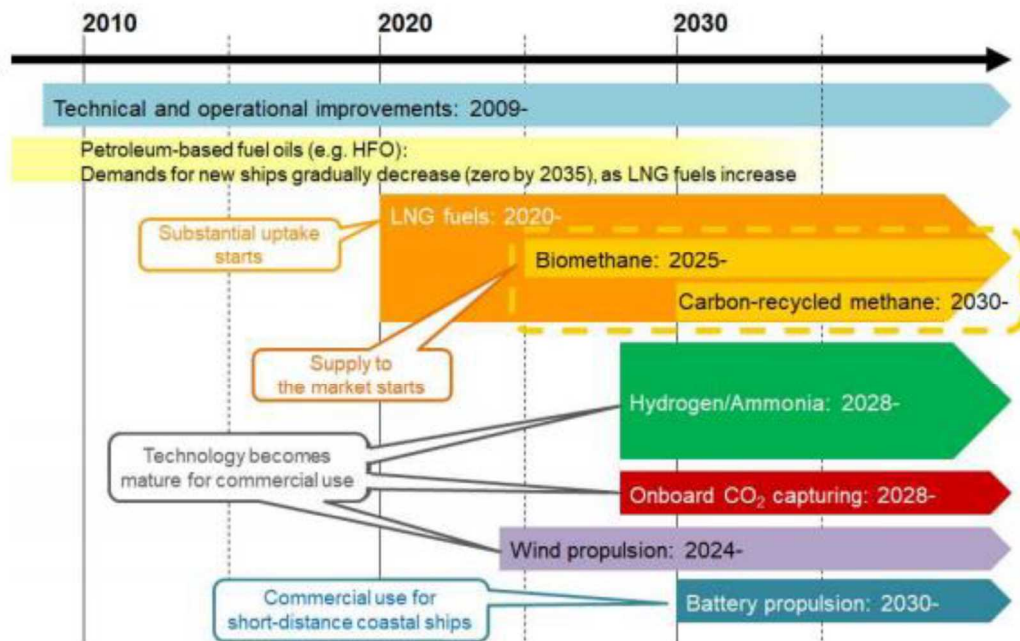 2010 2020 2030
Technical and operational improvements: 2009-
Petroleum-based fuel oils (e.g. HFO):
Demands for new ships gradually decrease (zero by 2035), as LNG fuels increase
LNG fuels: 2020-
Substantial uptake
starts
Biomethane: 2025-
Carbon-recycled methane: 2030-
Supply to
the market starts
Hydrogen/Ammonia: 2028-
Technology becomes
mature for commercial use
Onboard CO₂ capturing: 2028-
Wind propulsion: 2024-
Commercial use for
short-distance coastal ships
Battery propulsion: 2030-